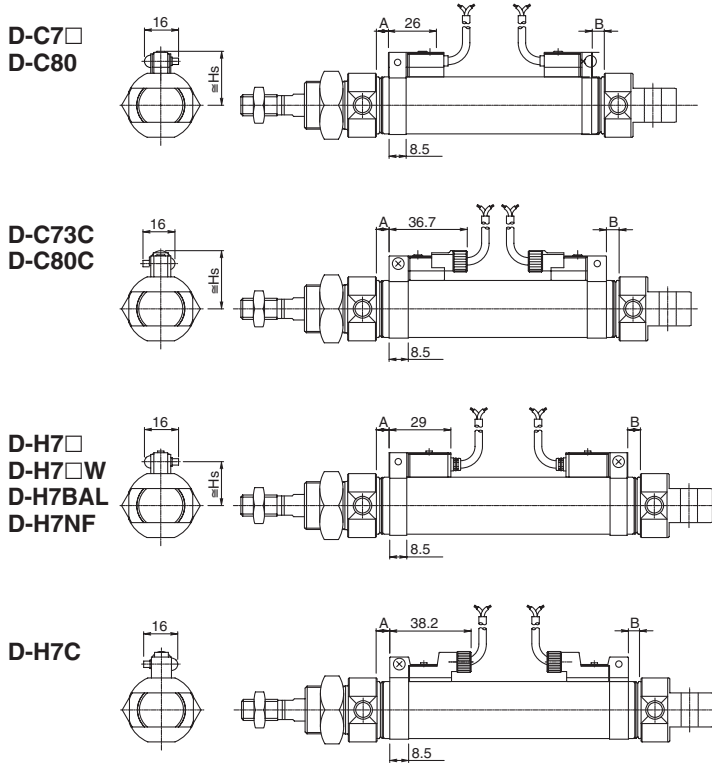 D-C7□
D-C80
16
≅Hs
A
26
B
8.5
D-C73C
D-C80C
16
≅Hs
A
36.7
B
8.5
D-H7□
D-H7□W
D-H7BAL
D-H7NF
16
≅Hs
A
29
B
8.5
D-H7C
16
A
38.2
B
8.5